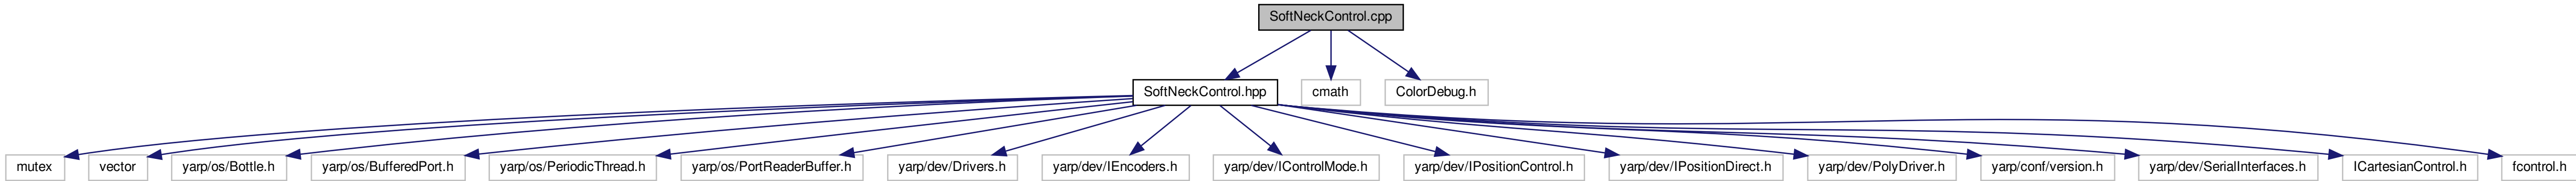 SoftNeckControl.cpp
SoftNeckControl.hpp
cmath
ColorDebug.h
mutex
vector
yarp/os/Bottle.h
yarp/os/BufferedPort.h
yarp/os/PeriodicThread.h
yarp/os/PortReaderBuffer.h
yarp/dev/Drivers.h
yarp/dev/IEncoders.h
yarp/dev/IControlMode.h
yarp/dev/IPositionControl.h
yarp/dev/IPositionDirect.h
yarp/dev/PolyDriver.h
yarp/conf/version.h
yarp/dev/SerialInterfaces.h
ICartesianControl.h
fcontrol.h